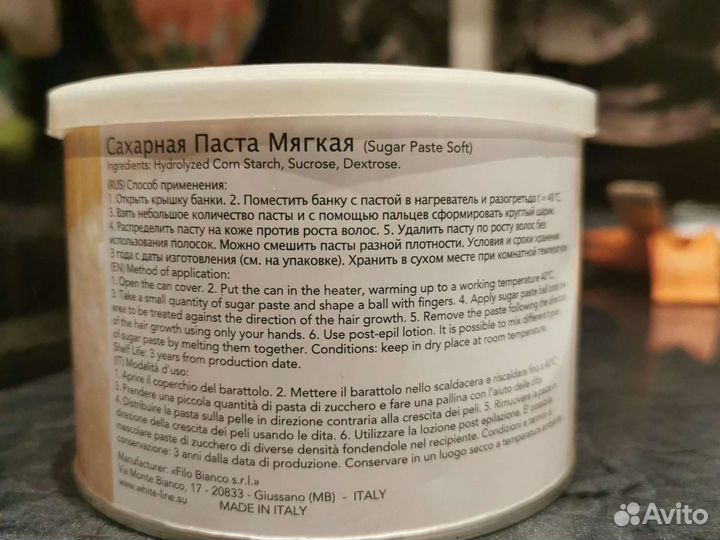 Сахарная Паста Мягкая (Sugar Paste Soft)
Ingredients: Hydrolyzed Corn Starch, Sucrose, Dextrose.
(RUS) Способ применения:
1. Открыть крышку банки. 2. Поместить банку с пастой в нагреватель и разогреть до t = 40°C.
3. Взять небольшое количество пасты и с помощью пальцев сформировать круглый шарик.
4. Распределить пасту на коже против роста волос. 5. Удалить пасту по росту волос без
использования полосок. Можно смешить пасты разной плотности. Условия и сроки хранения:
3 года с даты изготовления (см. на упаковке). Хранить в сухом месте при комнатной температуре.
(EN) Method of application:
1. Open the can cover. 2. Put the can in the heater, warming up to a working temperature 40°C.
3. Take a small quantity of sugar paste and shape a ball with fingers. 4. Apply sugar paste ball onto the
area to be treated against the direction of the hair growth. 5. Remove the paste following the direction
of the hair growth using only your hands. 6. Use post-epil lotion. It is possible to mix different types
of sugar paste by melting them together. Conditions: keep in dry place at room temperature.
Shelf Life: 3 years from production date.
(IT) Modalità d'uso:
1. Aprire il coperchio del barattolo. 2. Mettere il barattolo nello scaldacera e riscaldare fino a 40°C.
3. Prendere una piccola quantità di pasta di zucchero e fare una pallina con l'aiuto delle dita.
4. Distribuire la pasta sulla pelle in direzione contraria alla crescita dei peli. 5. Rimuovere la pasta in
direzione della crescita dei peli usando le dita. 6. Utilizzare la lozione post epilazione. E' possibile
mescolare paste di zucchero di diverse densità fondendole nel recipiente. Condizioni e termini di
conservazione: 3 anni dalla data di produzione. Conservare in un luogo secco a temperatura ambiente.
Manufacturer: «Filo Bianco s.r.l.»
Via Monte Bianco, 17 - 20833 - Giussano (MB) - ITALY
www.white-line.su
MADE IN ITALY
Avito